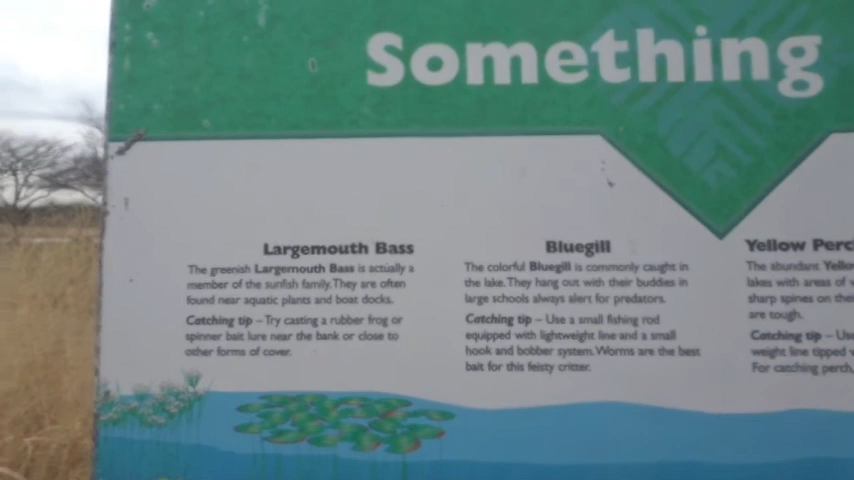 Something
Largemouth Bass
The greenish Largemouth Bass is actually a
member of the sunfish family. They are often
found near aquatic plants and boat docks.
Catching tip – Try casting a rubber frog or
spinner bait lure near the bank or close to
other forms of cover.
Bluegill
The colorful Bluegill is commonly caught in
the lake. They hang out with their buddies in
large schools always alert for predators.
Catching tip – Use a small fishing rod
equipped with lightweight line and a small
hook and bobber system. Worms are the best
bait for this feisty critter.
Yellow
The abundant
lakes with areas of
sharp spines on
are tough.
Catching tip –
weight line tipped
For catching perch,